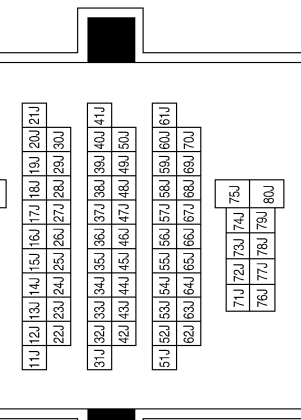 21J 20J 19J 18J 17J 16J 15J 14J 13J 12J 11J
30J 29J 28J 27J 26J 25J 24J 23J 22J
41J 40J 39J 38J 37J 36J 35J 34J 33J 32J 31J
50J 49J 48J 47J 46J 45J 44J 43J 42J
61J 60J 59J 58J 57J 56J 55J 54J 53J 52J 51J
70J 69J 68J 67J 66J 65J 64J 63J 62J
75J 74J 73J 72J 71J
80J 79J 78J 77J 76J